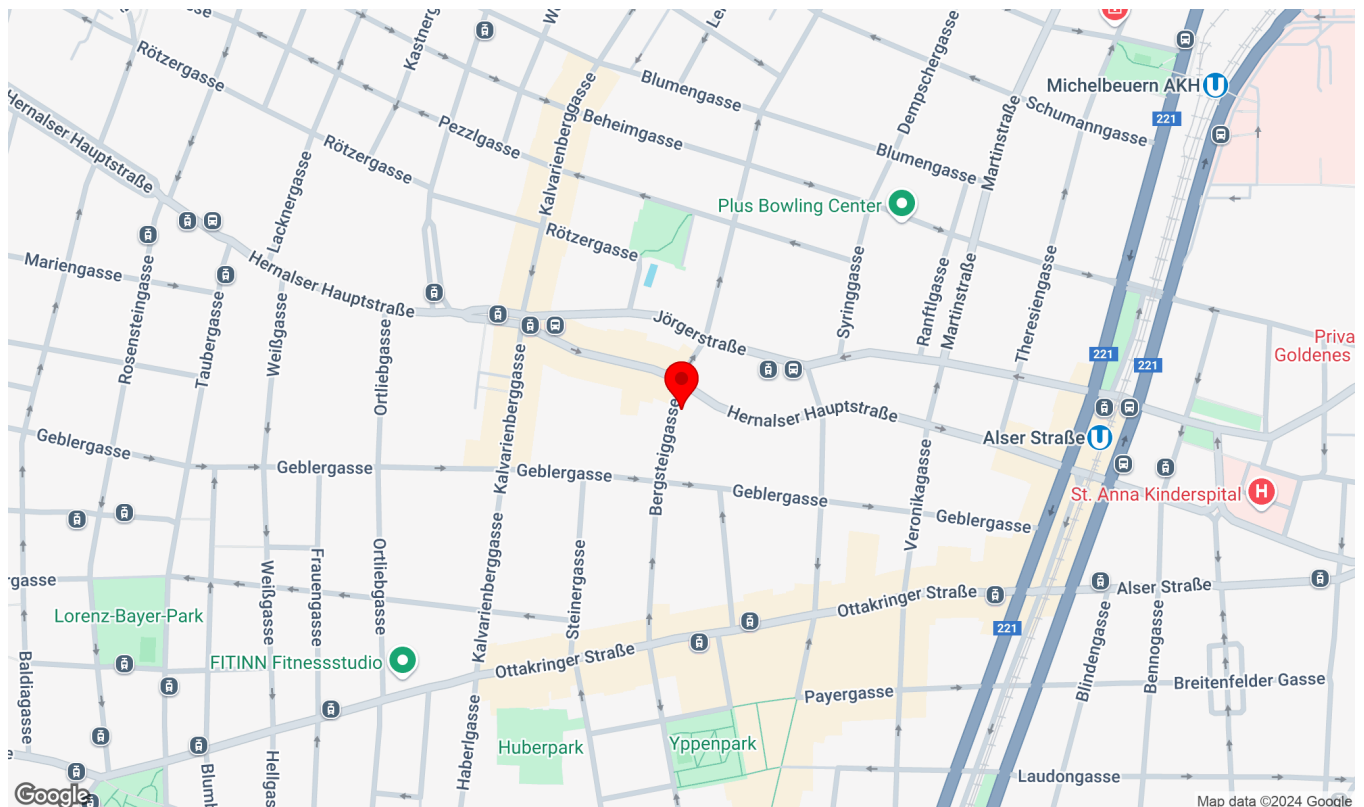 Rötzergasse
Kastnergasse
Hernalser Hauptstraße
Lacknergasse
Pezzlgasse
Rötzergasse
Kalvarienberggasse
Blumengasse
Beheimgasse
Dempschergasse
Blumengasse
Martinstraße
Schumanngasse
Michelbeuern AKH
U
221
Plus Bowling Center
Rötzergasse
Mariengasse
Rosensteingasse
Taubergasse
Weißgasse
Hernalser Hauptstraße
Ortliebgasse
Jörgerstraße
Syringgasse
Ranftlgasse
Martinstraße
Theresiengasse
221
221
Priva
Goldenes
Kalvarienberggasse
Bergsteiggasse
Hernalser Hauptstraße
Alser Straße
U
Geblergasse
Geblergasse
Geblergasse
Geblergasse
Geblergasse
Veronikagasse
St. Anna Kinderspital
H
Ortliebgasse
Frauengasse
Weißgasse
Kalvarienberggasse
Steinergasse
rgasse
Lorenz-Bayer-Park
FITINN Fitnessstudio
Ottakringer Straße
Ottakringer Straße
Alser Straße
221
Blindengasse
Bennogasse
Breitenfelder Gasse
Payergasse
Baldiagasse
Haberlgasse
Huberpark
Yppenpark
Hellgasse
Blumb
Laudongasse
Google
Map data ©2024 Google